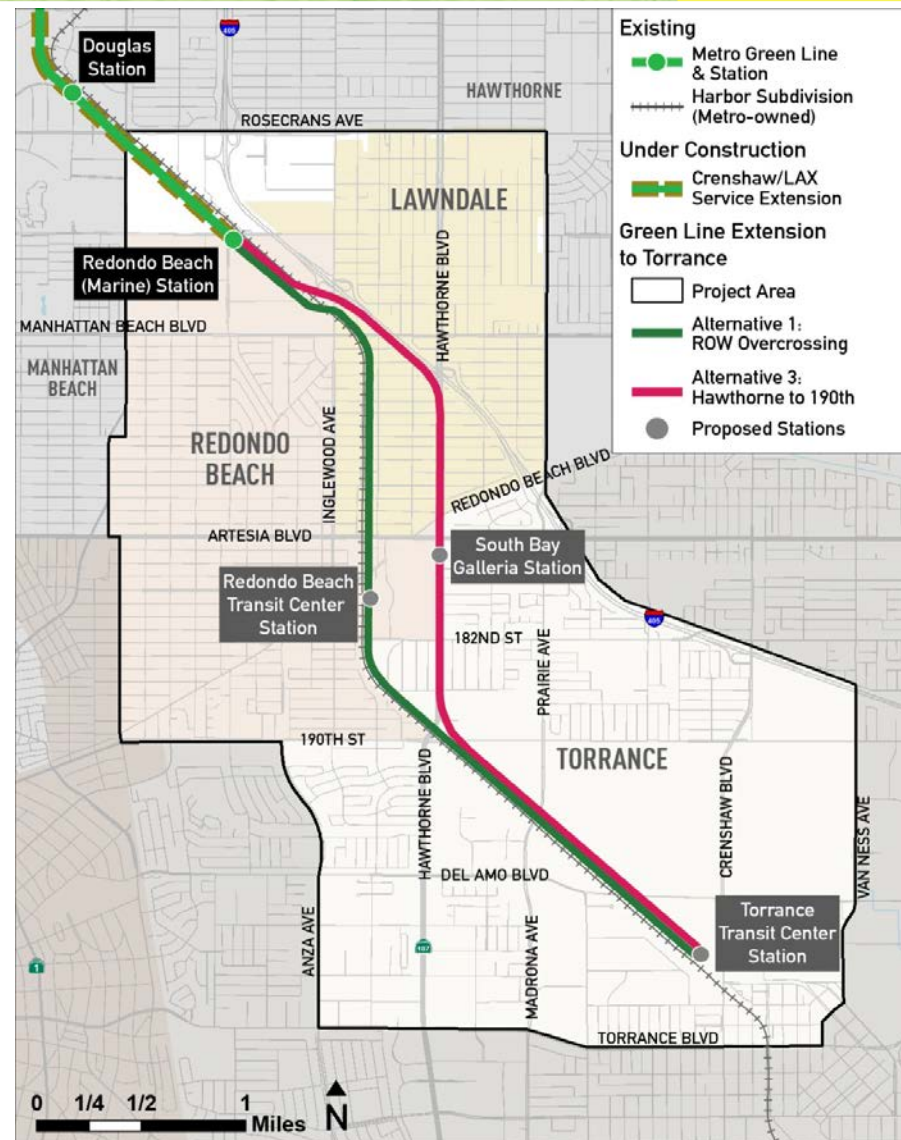 Douglas
Station
405
HAWTHORNE
ROSECRANS AVE
LAWNDALE
HAWTHORNE BLVD
Redondo Beach
(Marine) Station
MANHATTAN BEACH BLVD
MANHATTAN
BEACH
REDONDO
BEACH
INGLEWOOD AVE
REDONDO BEACH BLVD
ARTESIA BLVD
South Bay
Galleria Station
Redondo Beach
Transit Center
Station
405
182ND ST
PRAIRIE AVE
190TH ST
TORRANCE
HAWTHORNE BLVD
CRENSHAW BLVD
VAN NESS AVE
DEL AMO BLVD
ANZA AVE
107
MADRONA AVE
Torrance
Transit Center
Station
1
TORRANCE BLVD
0 1/4 1/2 1
Miles
N
Existing
Metro Green Line
& Station
Harbor Subdivision
(Metro-owned)
Under Construction
Crenshaw/LAX
Service Extension
Green Line Extension
to Torrance
Project Area
Alternative 1:
ROW Overcrossing
Alternative 3:
Hawthorne to 190th
Proposed Stations